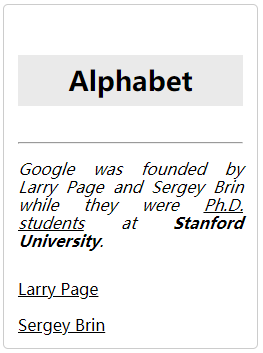 Alphabet
Google was founded by
Larry Page and Sergey Brin
while they were Ph.D.
students at Stanford
University.
Larry Page
Sergey Brin